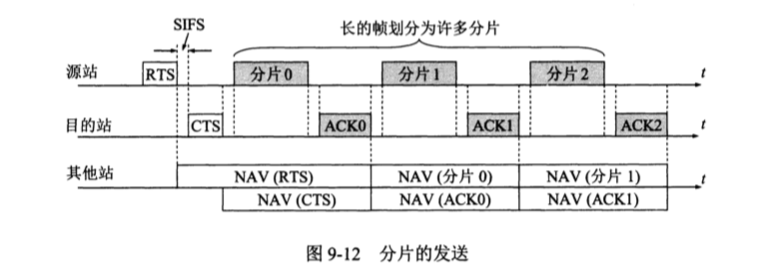 SIFS
长的帧划分为许多分片
源站 RTS 分片0 分片1 分片2 t
目的站 CTS ACK0 ACK1 ACK2 t
其他站 NAV (RTS) NAV (分片 0) NAV (分片 1) t
NAV (CTS) NAV (ACK0) NAV (ACK1)
图 9-12 分片的发送